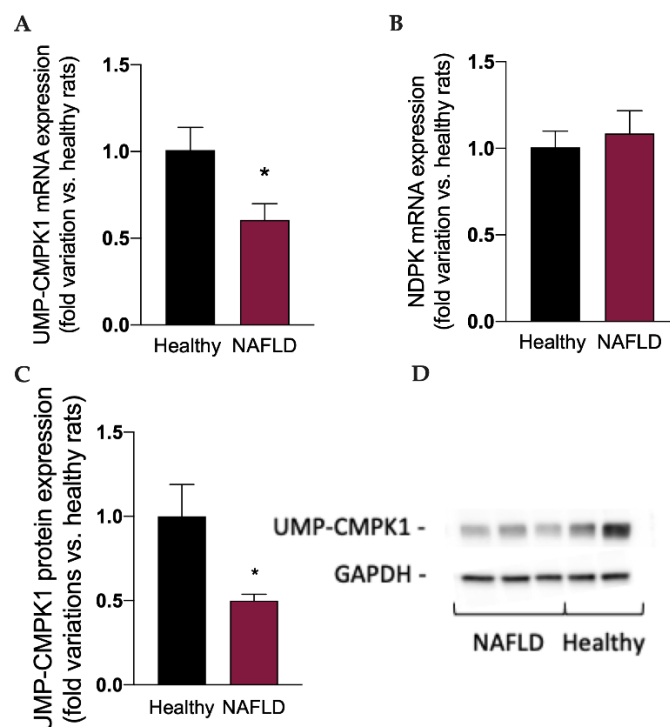 A
UMP-CMPK1 mRNA expression
(fold variation vs. healthy rats)
1.5
1.0
0.5
0.0
*
Healthy NAFLD
B
NDPK mRNA expression
(fold variation vs. healthy rats)
1.5
1.0
0.5
0.0
Healthy NAFLD
C
UMP-CMPK1 protein expression
(fold variations vs. healthy rats)
1.5
1.0
0.5
0.0
*
Healthy NAFLD
D
UMP-CMPK1 -
GAPDH -
NAFLD Healthy